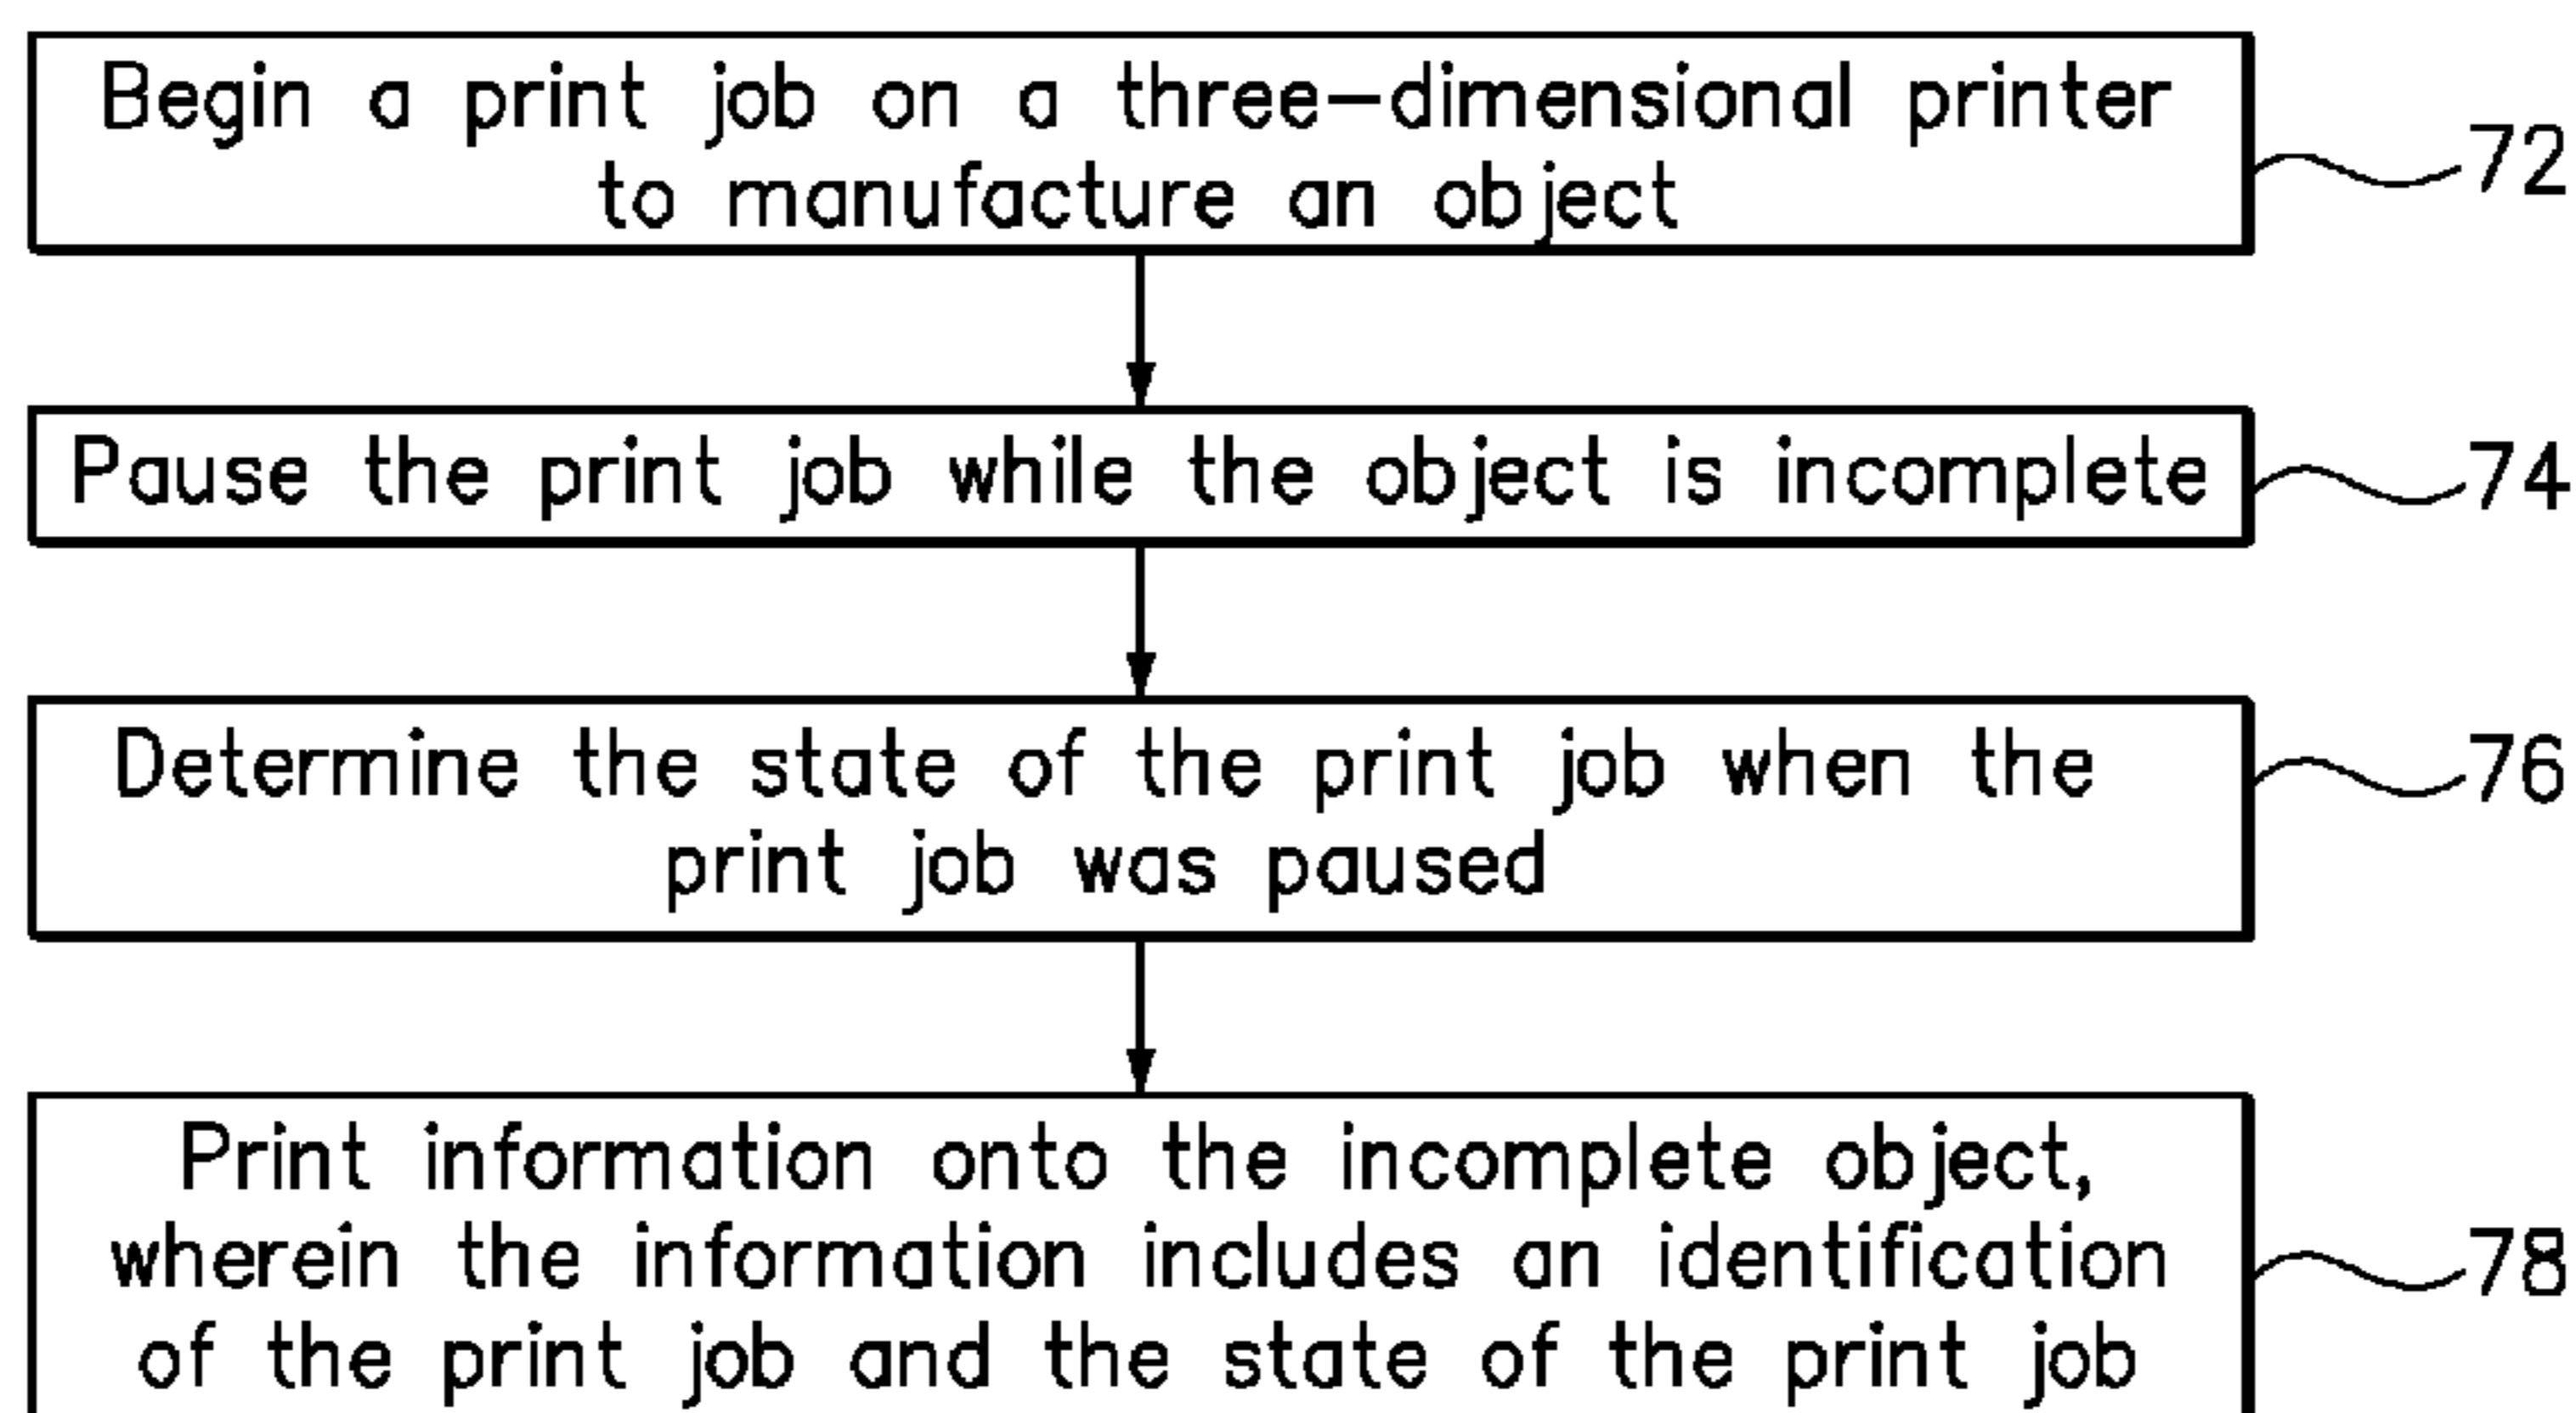 Begin a print job on a three-dimensional printer
to manufacture an object
72
Pause the print job while the object is incomplete
74
Determine the state of the print job when the
print job was paused
76
Print information onto the incomplete object,
wherein the information includes an identification
of the print job and the state of the print job
78